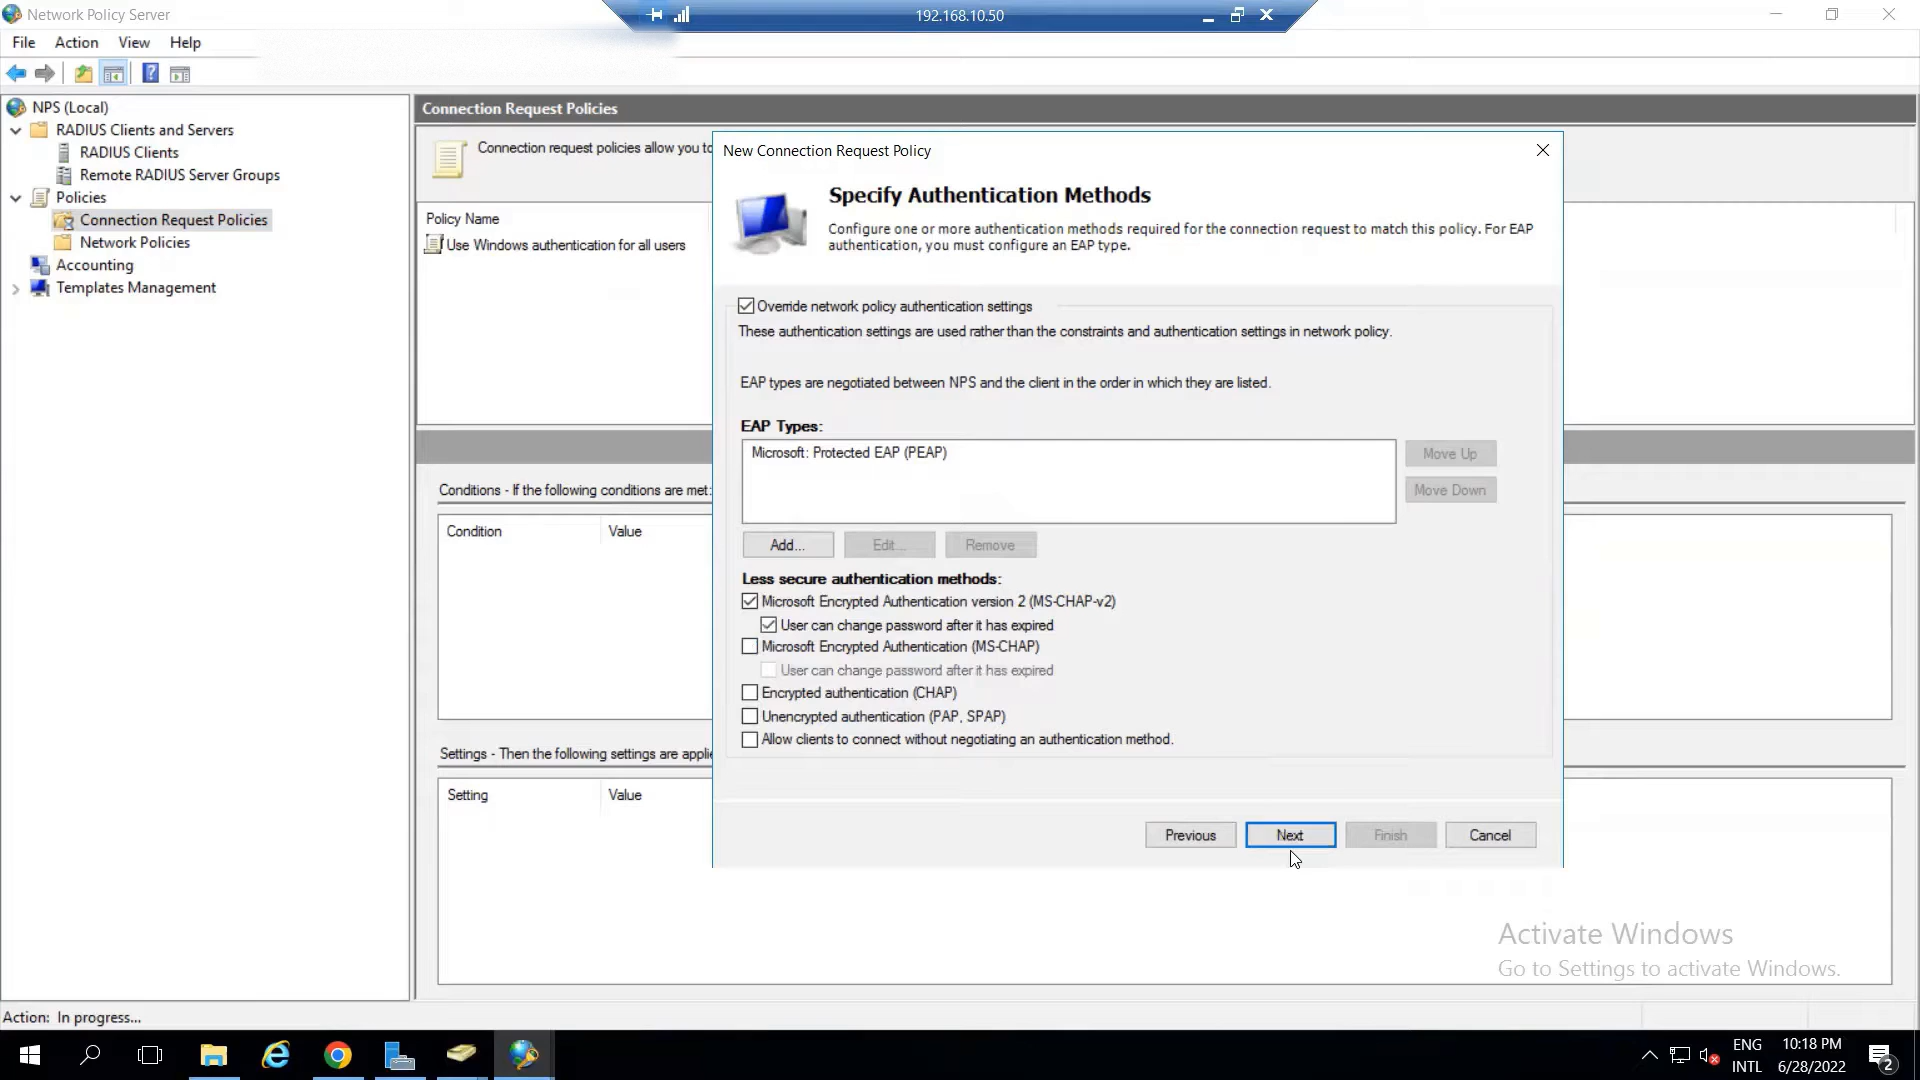 Network Policy Server
192.168.10.50
File Action View Help
NPS (Local)
RADIUS Clients and Servers
RADIUS Clients
Remote RADIUS Server Groups
Policies
Connection Request Policies
Network Policies
Accounting
Templates Management
Connection Request Policies
Connection request policies allow you to
Policy Name
Use Windows authentication for all users
Conditions - If the following conditions are met:
Condition Value
Settings - Then the following settings are applie
Setting Value
New Connection Request Policy
Specify Authentication Methods
Configure one or more authentication methods required for the connection request to match this policy. For EAP
authentication, you must configure an EAP type.
Override network policy authentication settings
These authentication settings are used rather than the constraints and authentication settings in network policy.
EAP types are negotiated between NPS and the client in the order in which they are listed.
EAP Types:
Microsoft: Protected EAP (PEAP)
Move Up
Move Down
Add... Edit... Remove
Less secure authentication methods:
Microsoft Encrypted Authentication version 2 (MS-CHAP-v2)
User can change password after it has expired
Microsoft Encrypted Authentication (MS-CHAP)
User can change password after it has expired
Encrypted authentication (CHAP)
Unencrypted authentication (PAP, SPAP)
Allow clients to connect without negotiating an authentication method.
Previous Next Finish Cancel
Activate Windows
Go to Settings to activate Windows.
Action: In progress...
ENG 10:18 PM
INTL 6/28/2022
2